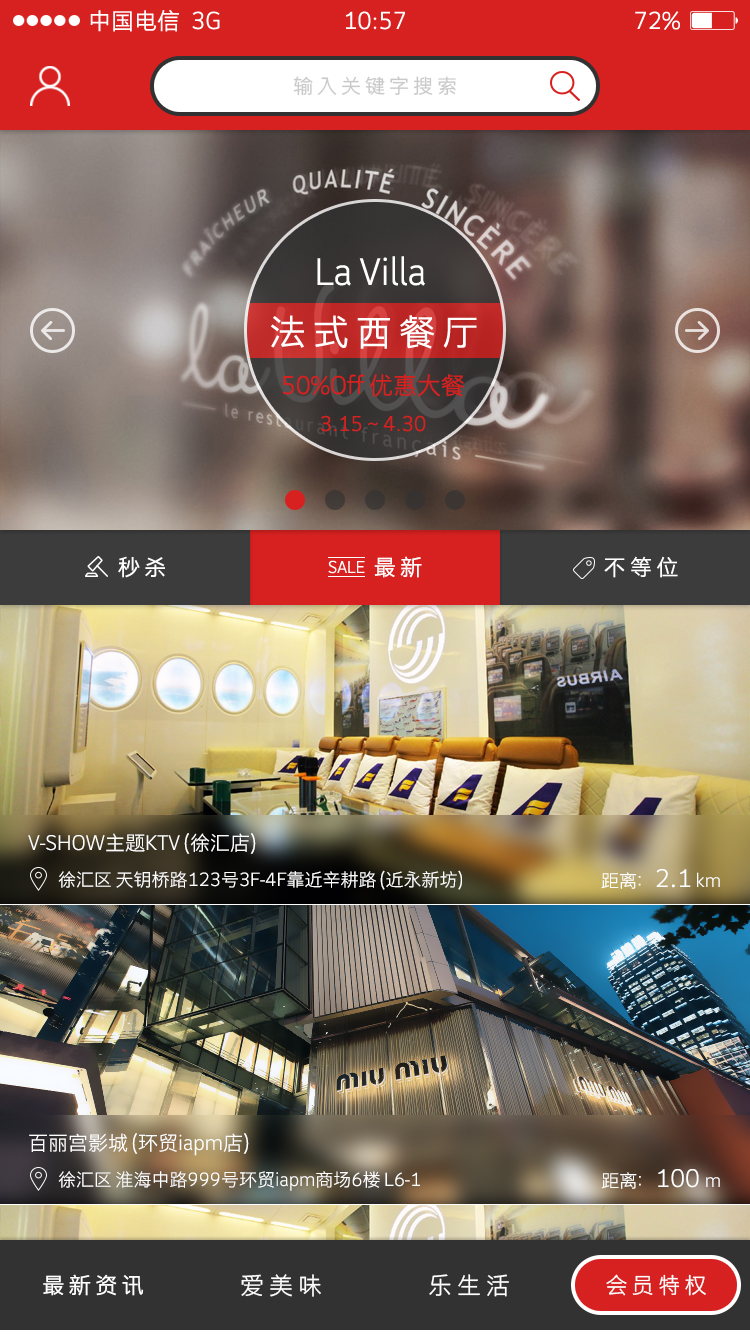 中国电信 3G 10:57 72%
输入关键字搜索
FRAÎCHEUR QUALITÉ SINCÈRE
La Villa
法式西餐厅
la Villa
50%Off 优惠大餐
3.15 ~ 4.30
le restaurant français
秒杀 SALE 最新 不等位
AIRBUS
V-SHOW主题KTV (徐汇店)
徐汇区 天钥桥路123号3F-4F靠近辛耕路 (近永新坊) 距离: 2.1 km
MIU MIU
MIU MIU
百丽宫影城 (环贸iapm店)
徐汇区 淮海中路999号环贸iapm商场6楼 L6-1 距离: 100 m
最新资讯 爱美味 乐生活 会员特权